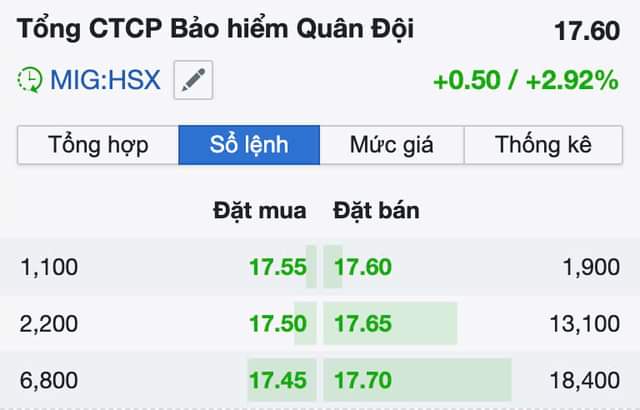 Tổng CTCP Bảo hiểm Quân Đội 17.60
MIG:HSX +0.50 / +2.92%
Tổng hợp Sổ lệnh Mức giá Thống kê
Đặt mua Đặt bán
1,100 17.55 17.60 1,900
2,200 17.50 17.65 13,100
6,800 17.45 17.70 18,400